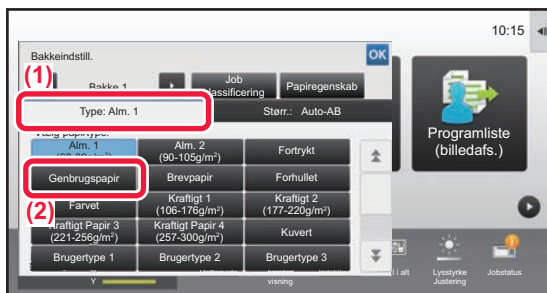 10:15
Bakkeindstill.
OK
(1)
Bakke 1
Job
Klassificering
Papiregenskab
Type: Alm. 1
Størr.: Auto-AB
Vælg papirtype.
Alm. 1
Alm. 2
(90-105g/m²)
Fortrykt
Genbrugspapir
Brevpapir
Forhullet
(2)
Farvet
Kraftigt 1
(106-176g/m²)
Kraftigt 2
(177-220g/m²)
Kraftigt Papir 3
(221-256g/m²)
Kraftigt Papir 4
(257-300g/m²)
Kuvert
Brugertype 1
Brugertype 2
Brugertype 3
Programliste
(billedafs.)
Y
visning
i alt
Lysstyrke
Justering
Jobstatus